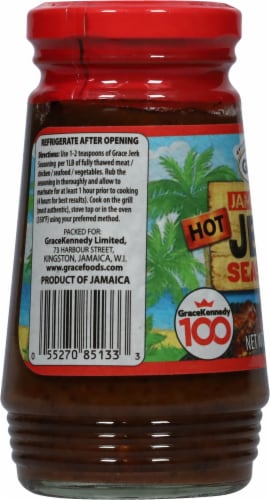 REFRIGERATE AFTER OPENING
Directions: Use 1-2 teaspoons of Grace Jerk
Seasoning per 1LB of fully thawed meat /
chicken / seafood / vegetables. Rub the
seasoning in thoroughly and allow to
marinate for at least 1 hour prior to cooking
(4 hours for best results). Cook on the grill
(most authentic), stove top or in the oven
(350°F) using your preferred method.
PACKED FOR:
GraceKennedy Limited,
73 HARBOUR STREET,
KINGSTON, JAMAICA, W.I.
www.gracefoods.com
PRODUCT OF JAMAICA
0 55270 85133 3
JAM
HOT JE
SEAS
GraceKennedy
100
NET